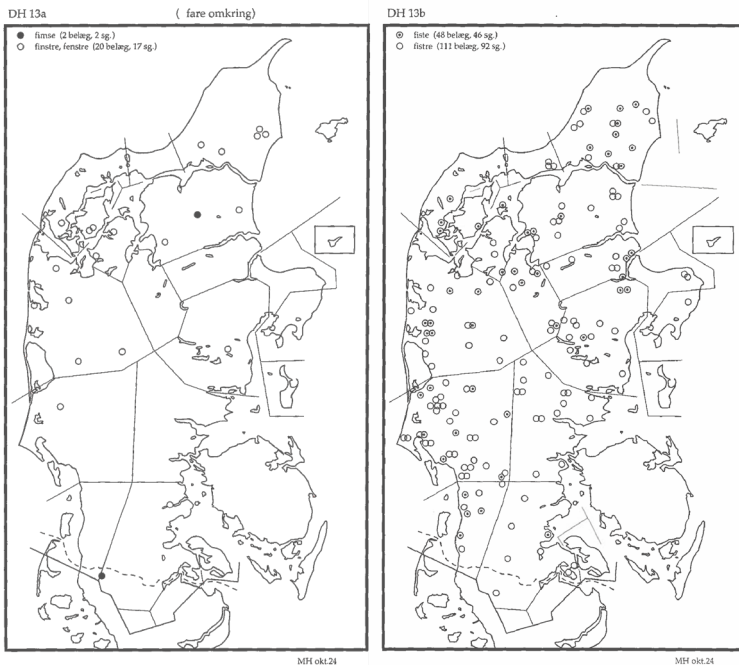 DH 13a ( fare omkring)
fimse (2 belæg, 2 sg.)
finstre, fenstre (20 belæg, 17 sg.)
MH okt.24
DH 13b
fiste (48 belæg, 46 sg.)
fistre (111 belæg, 92 sg.)
MH okt.24